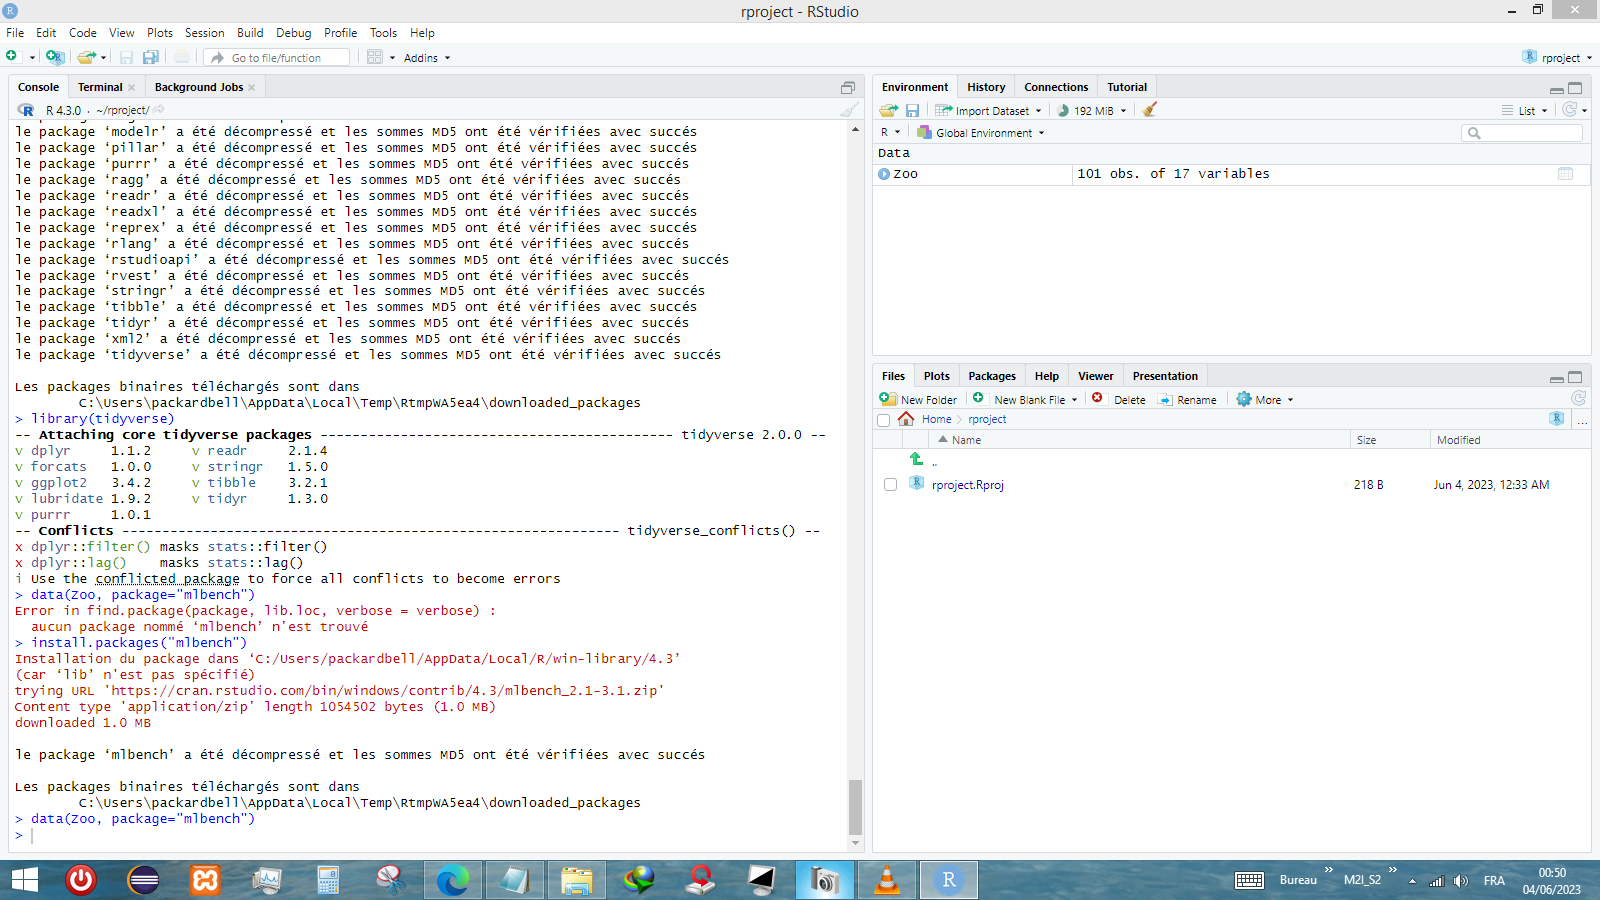 rproject - RStudio
File Edit Code View Plots Session Build Debug Profile Tools Help
Go to file/function Addins rproject
Console Terminal Background Jobs
R 4.3.0 · ~/rproject/
le package ‘modelr’ a été décompressé et les sommes MD5 ont été vérifiées avec succés
le package ‘pillar’ a été décompressé et les sommes MD5 ont été vérifiées avec succés
le package ‘purrr’ a été décompressé et les sommes MD5 ont été vérifiées avec succés
le package ‘ragg’ a été décompressé et les sommes MD5 ont été vérifiées avec succés
le package ‘readr’ a été décompressé et les sommes MD5 ont été vérifiées avec succés
le package ‘readxl’ a été décompressé et les sommes MD5 ont été vérifiées avec succés
le package ‘reprex’ a été décompressé et les sommes MD5 ont été vérifiées avec succés
le package ‘rlang’ a été décompressé et les sommes MD5 ont été vérifiées avec succés
le package ‘rstudioapi’ a été décompressé et les sommes MD5 ont été vérifiées avec succés
le package ‘rvest’ a été décompressé et les sommes MD5 ont été vérifiées avec succés
le package ‘stringr’ a été décompressé et les sommes MD5 ont été vérifiées avec succés
le package ‘tibble’ a été décompressé et les sommes MD5 ont été vérifiées avec succés
le package ‘tidyr’ a été décompressé et les sommes MD5 ont été vérifiées avec succés
le package ‘xml2’ a été décompressé et les sommes MD5 ont été vérifiées avec succés
le package ‘tidyverse’ a été décompressé et les sommes MD5 ont été vérifiées avec succés
Les packages binaires téléchargés sont dans
C:\Users\packardbell\AppData\Local\Temp\RtmpWA5ea4\downloaded_packages
> library(tidyverse)
-- Attaching core tidyverse packages -------------------------------------------- tidyverse 2.0.0 --
v dplyr 1.1.2 v readr 2.1.4
v forcats 1.0.0 v stringr 1.5.0
v ggplot2 3.4.2 v tibble 3.2.1
v lubridate 1.9.2 v tidyr 1.3.0
v purrr 1.0.1
-- Conflicts -------------------------------------------------------------- tidyverse_conflicts() --
x dplyr::filter() masks stats::filter()
x dplyr::lag() masks stats::lag()
i Use the conflicted package to force all conflicts to become errors
> data(Zoo, package="mlbench")
Error in find.package(package, lib.loc, verbose = verbose) :
aucun package nommé ‘mlbench’ n'est trouvé
> install.packages("mlbench")
Installation du package dans ‘C:/Users/packardbell/AppData/Local/R/win-library/4.3’
(car ‘lib’ n'est pas spécifié)
trying URL 'https://cran.rstudio.com/bin/windows/contrib/4.3/mlbench_2.1-3.1.zip'
Content type 'application/zip' length 1054502 bytes (1.0 MB)
downloaded 1.0 MB
le package ‘mlbench’ a été décompressé et les sommes MD5 ont été vérifiées avec succés
Les packages binaires téléchargés sont dans
C:\Users\packardbell\AppData\Local\Temp\RtmpWA5ea4\downloaded_packages
> data(Zoo, package="mlbench")
>
Environment History Connections Tutorial
Import Dataset 192 MiB List
R Global Environment
Data
Zoo 101 obs. of 17 variables
Files Plots Packages Help Viewer Presentation
New Folder New Blank File Delete Rename More
Home rproject ...
Name Size Modified
..
rproject.Rproj 218 B Jun 4, 2023, 12:33 AM
Bureau » M2I_S2 » FRA
00:50
04/06/2023